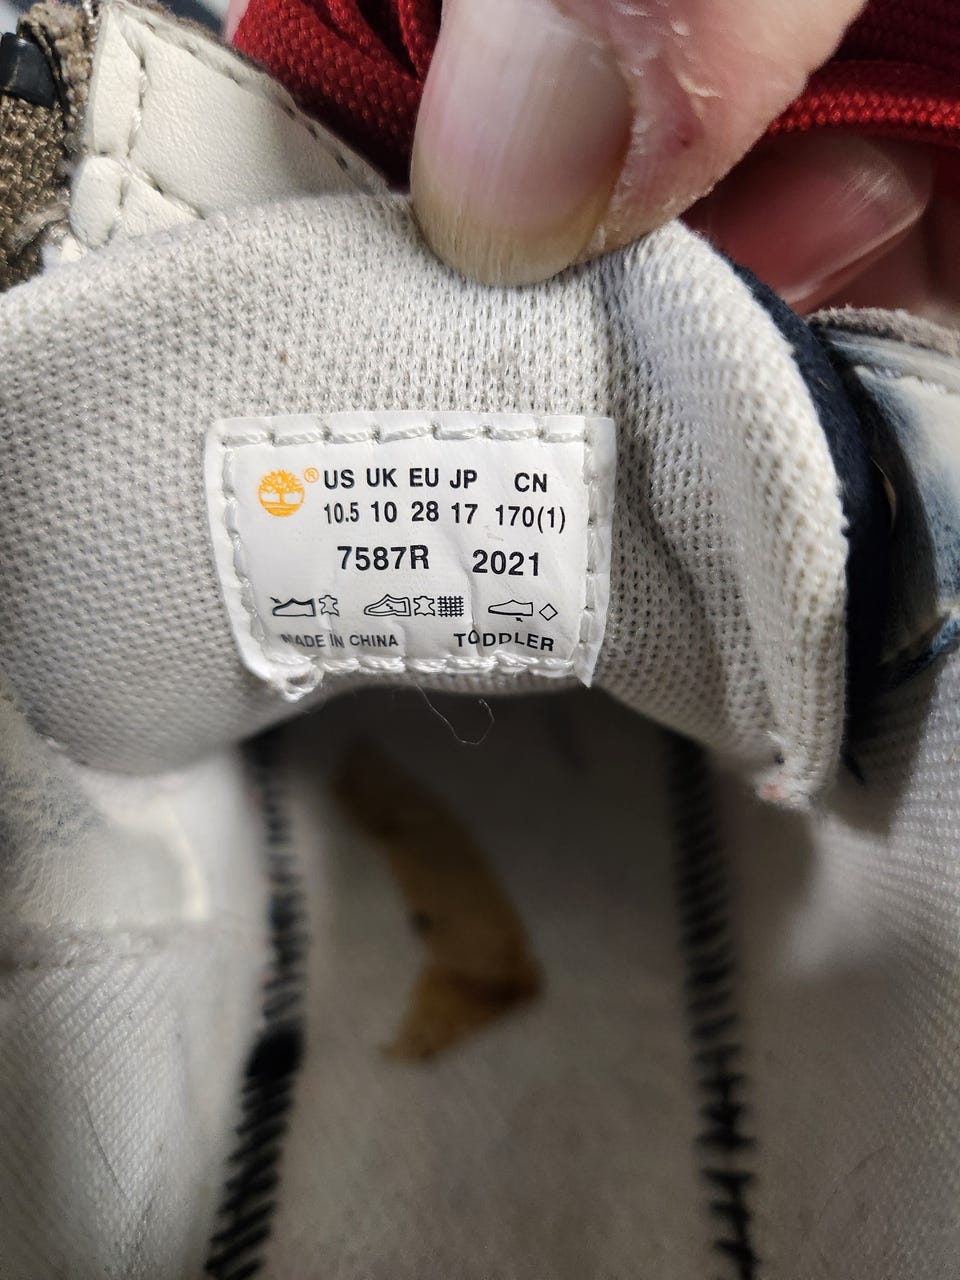 ® US UK EU JP CN
10.5 10 28 17 170(1)
7587R 2021
MADE IN CHINA TODDLER